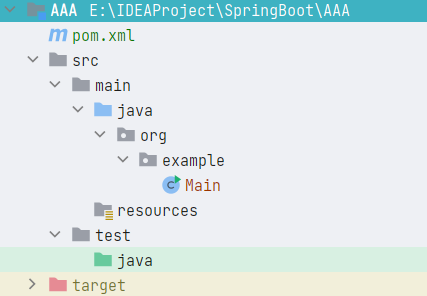 AAA E:\IDEAProject\SpringBoot\AAA
m pom.xml
src
main
java
org
example
C Main
resources
test
java
target